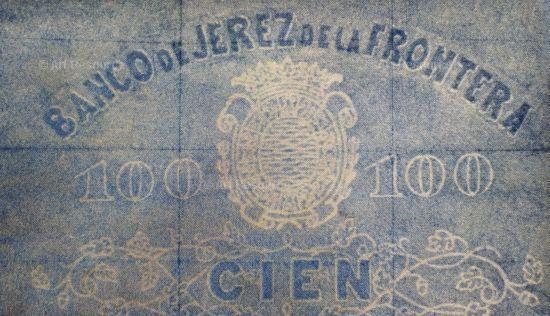 BANCO DE JEREZ DE LA FRONTERA
100 100
CIEN